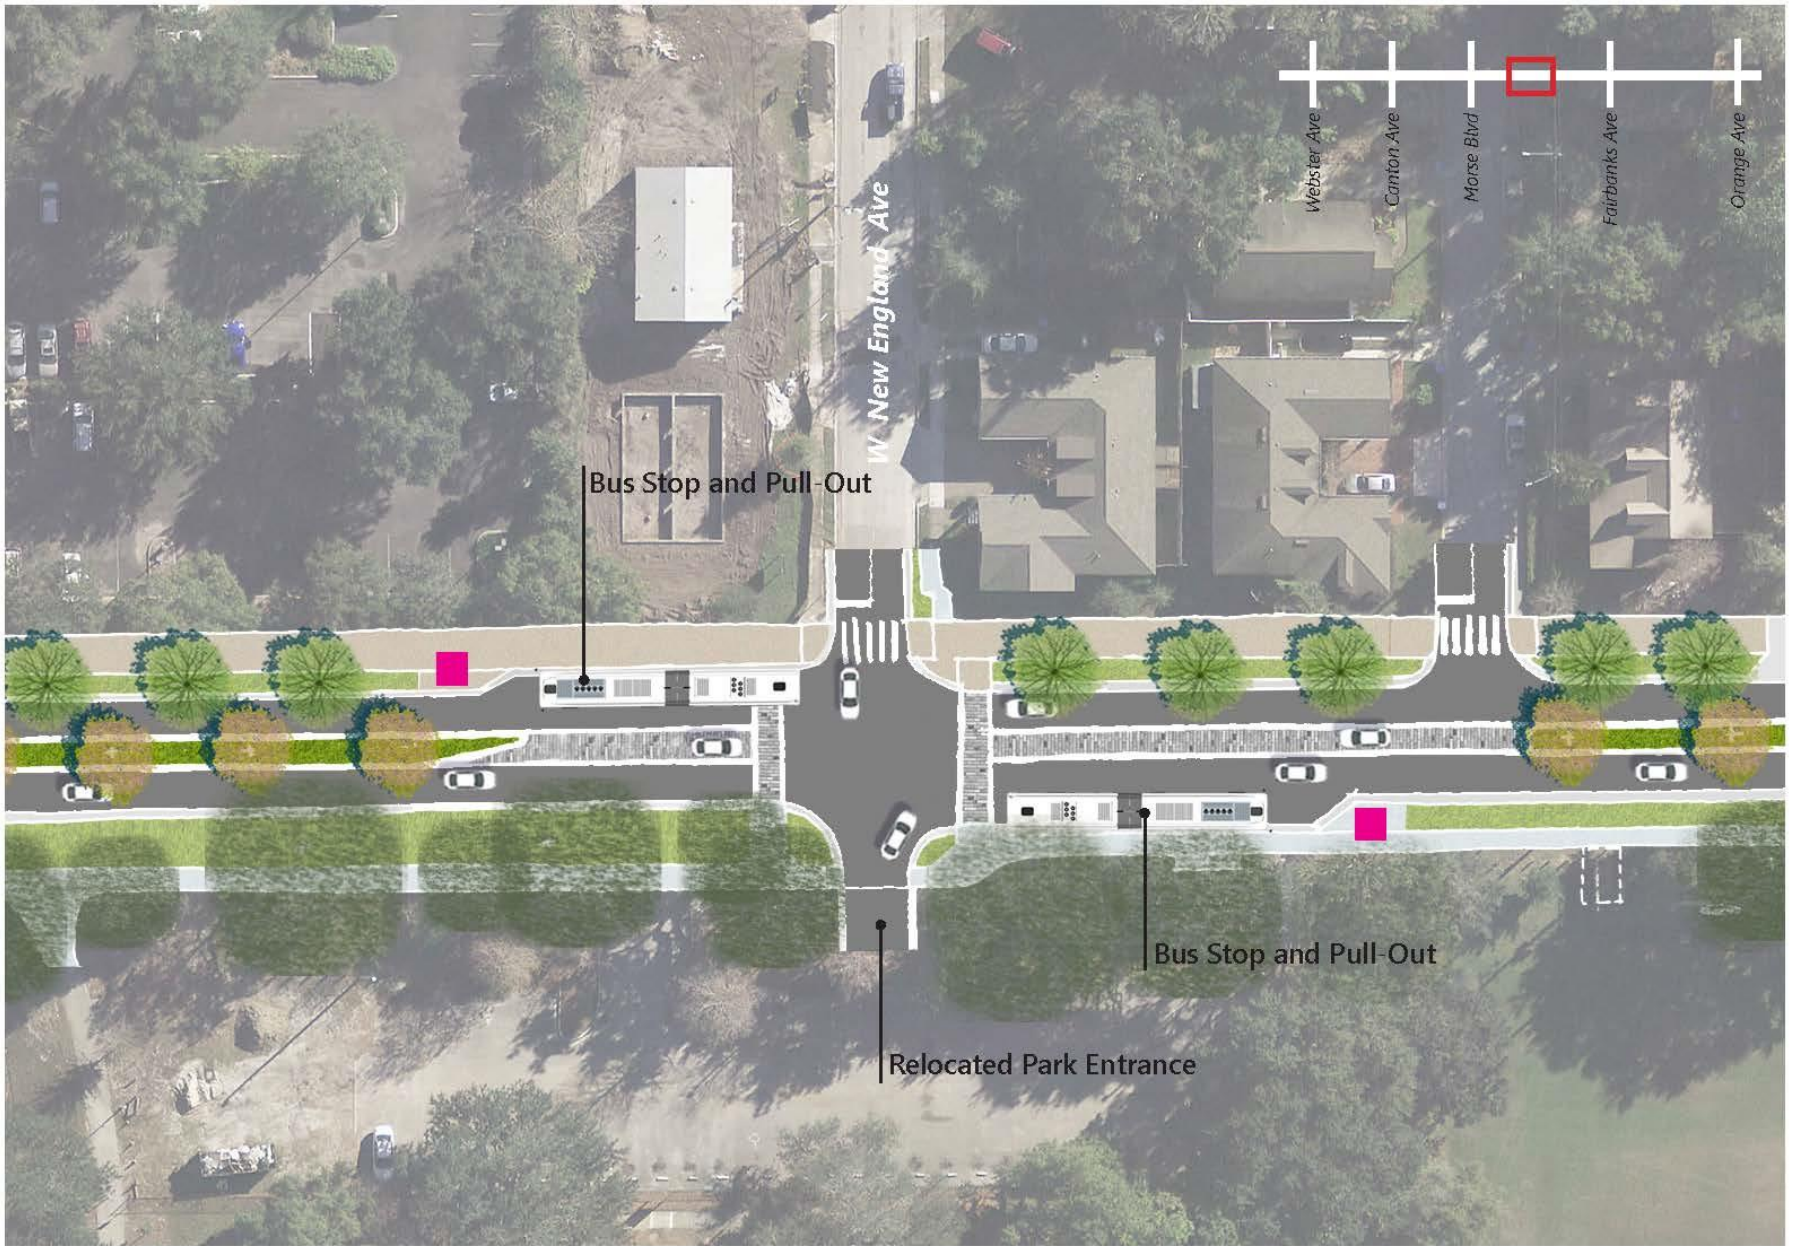 Webster Ave
Canton Ave
Morse Blvd
Fairbanks Ave
Orange Ave
W New England Ave
Bus Stop and Pull-Out
Bus Stop and Pull-Out
Relocated Park Entrance